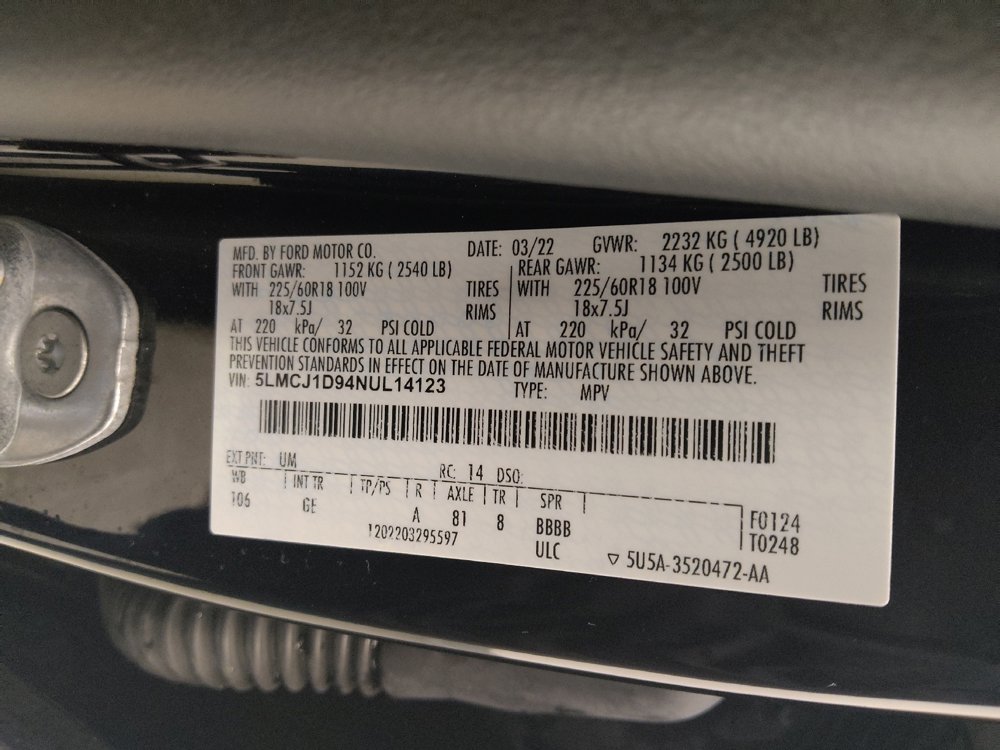 MFD. BY FORD MOTOR CO. DATE: 03/22 GVWR: 2232 KG ( 4920 LB)
FRONT GAWR: 1152 KG ( 2540 LB) REAR GAWR: 1134 KG ( 2500 LB)
WITH 225/60R18 100V TIRES WITH 225/60R18 100V TIRES
18x7.5J RIMS 18x7.5J RIMS
AT 220 kPa/ 32 PSI COLD AT 220 kPa/ 32 PSI COLD
THIS VEHICLE CONFORMS TO ALL APPLICABLE FEDERAL MOTOR VEHICLE SAFETY AND THEFT
PREVENTION STANDARDS IN EFFECT ON THE DATE OF MANUFACTURE SHOWN ABOVE.
VIN: 5LMCJ1D94NUL14123 TYPE: MPV
EXT PNT: UM RC: 14 DSO:
WB INT TR TP/PS R AXLE TR SPR
106 GE A 81 8 BBBB F0124
1202203295597 ULC T0248
5U5A-3520472-AA